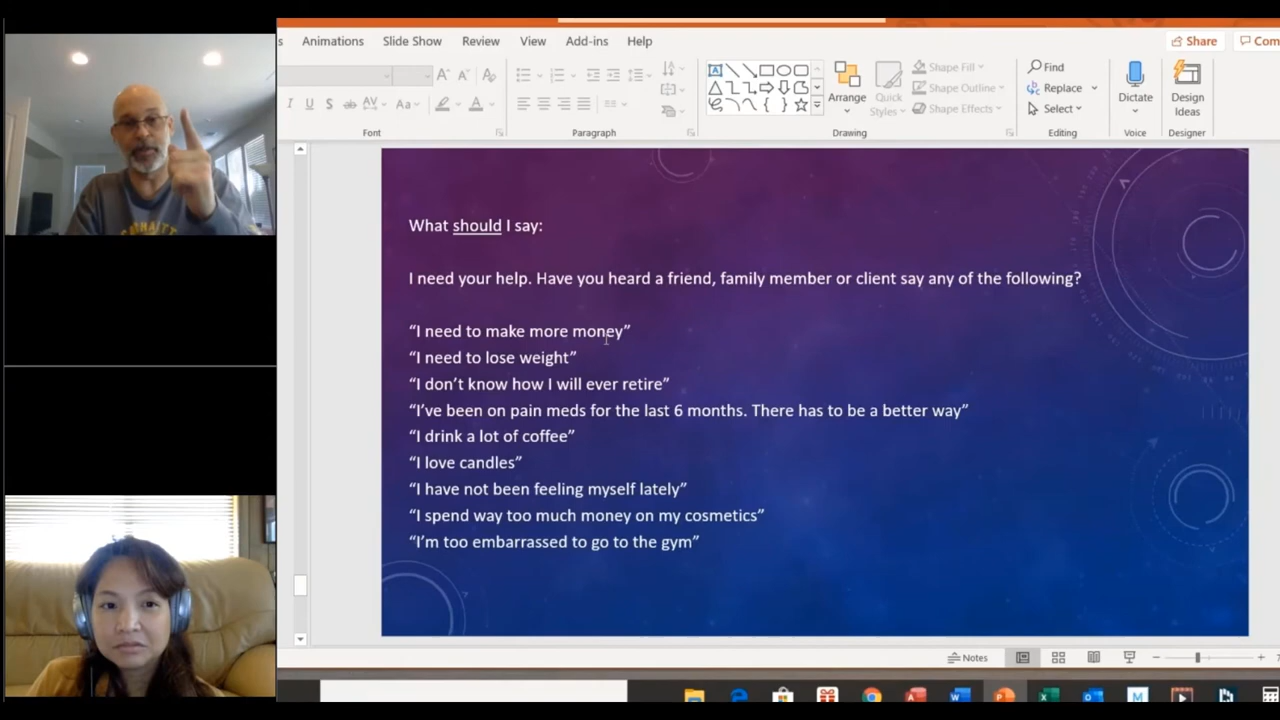 s Animations Slide Show Review View Add-ins Help Share Com
Font
Paragraph
Arrange
Quick
Styles
Shape Fill
Shape Outline
Shape Effects
Drawing
Find
Replace
Select
Editing
Dictate
Voice
Design
Ideas
Designer
What should I say:
I need your help. Have you heard a friend, family member or client say any of the following?
“I need to make more money”
“I need to lose weight”
“I don’t know how I will ever retire”
“I’ve been on pain meds for the last 6 months. There has to be a better way”
“I drink a lot of coffee”
“I love candles”
“I have not been feeling myself lately”
“I spend way too much money on my cosmetics”
“I’m too embarrassed to go to the gym”
Notes